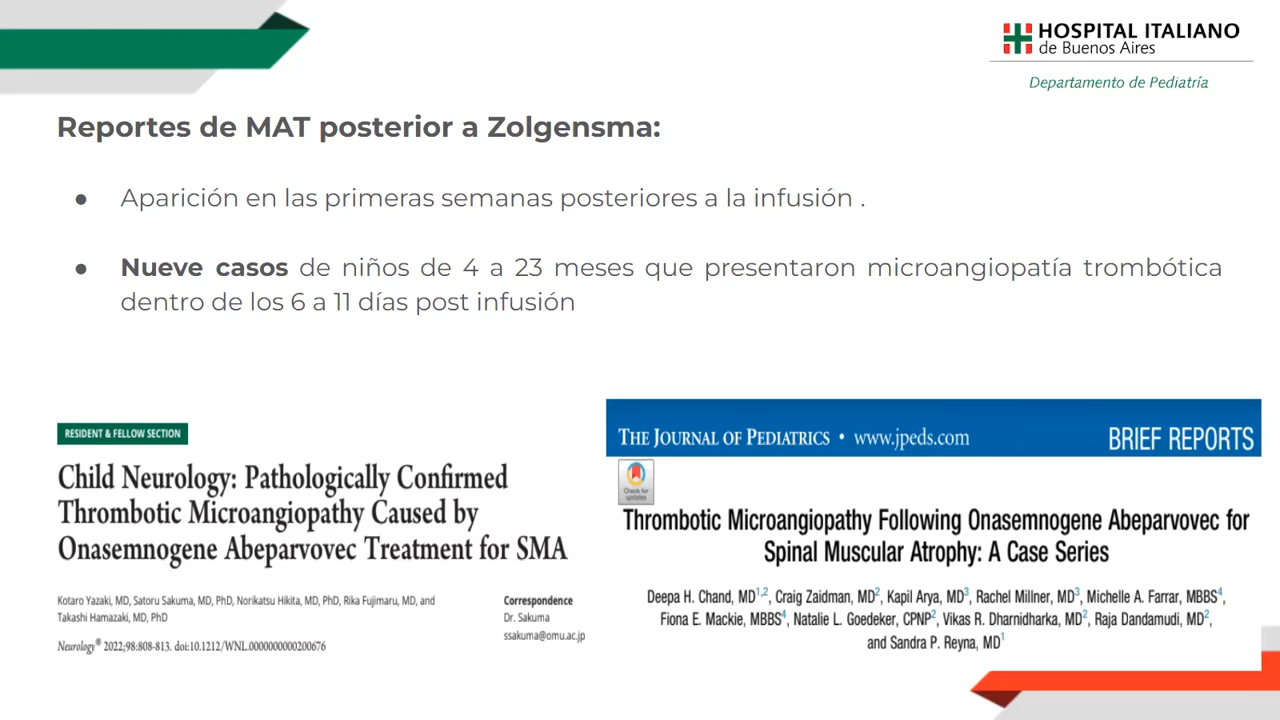 HOSPITAL ITALIANO
de Buenos Aires
Departamento de Pediatría
Reportes de MAT posterior a Zolgensma:
● Aparición en las primeras semanas posteriores a la infusión .
● Nueve casos de niños de 4 a 23 meses que presentaron microangiopatía trombótica
dentro de los 6 a 11 días post infusión
RESIDENT & FELLOW SECTION
Child Neurology: Pathologically Confirmed
Thrombotic Microangiopathy Caused by
Onasemnogene Abeparvovec Treatment for SMA
Kotaro Yazaki, MD, Satoru Sakuma, MD, PhD, Norikatsu Hikita, MD, PhD, Rika Fujimaru, MD, and
Takashi Hamazaki, MD, PhD
Neurology® 2022;98:808-813. doi:10.1212/WNL.0000000000200676
Correspondence
Dr. Sakuma
ssakuma@omu.ac.jp
THE JOURNAL OF PEDIATRICS • www.jpeds.com
BRIEF REPORTS
Check for
updates
Thrombotic Microangiopathy Following Onasemnogene Abeparvovec for
Spinal Muscular Atrophy: A Case Series
Deepa H. Chand, MD1,2, Craig Zaidman, MD2, Kapil Arya, MD3, Rachel Millner, MD3, Michelle A. Farrar, MBBS4,
Fiona E. Mackie, MBBS4, Natalie L. Goedeker, CPNP2, Vikas R. Dharnidharka, MD2, Raja Dandamudi, MD2,
and Sandra P. Reyna, MD1